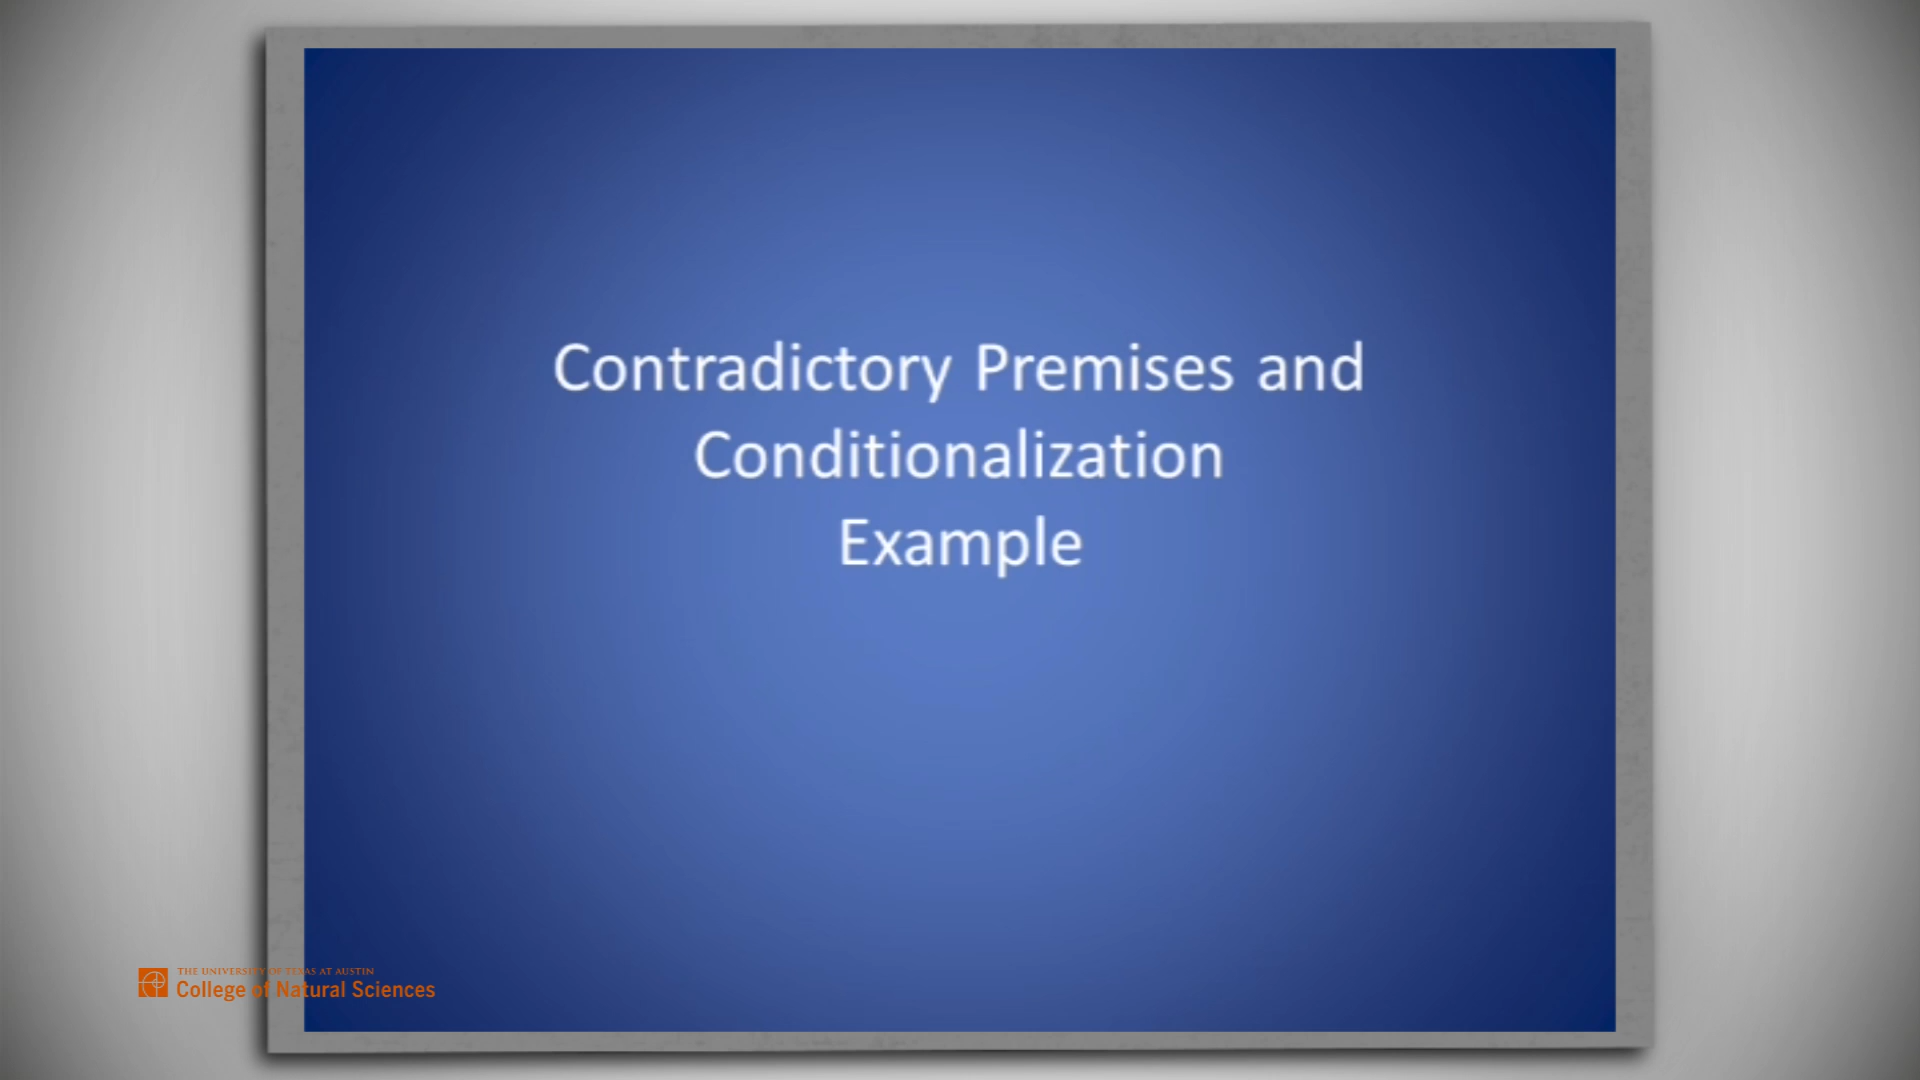 Contradictory Premises and
Conditionalization
Example
THE UNIVERSITY OF TEXAS AT AUSTIN
College of Natural Sciences